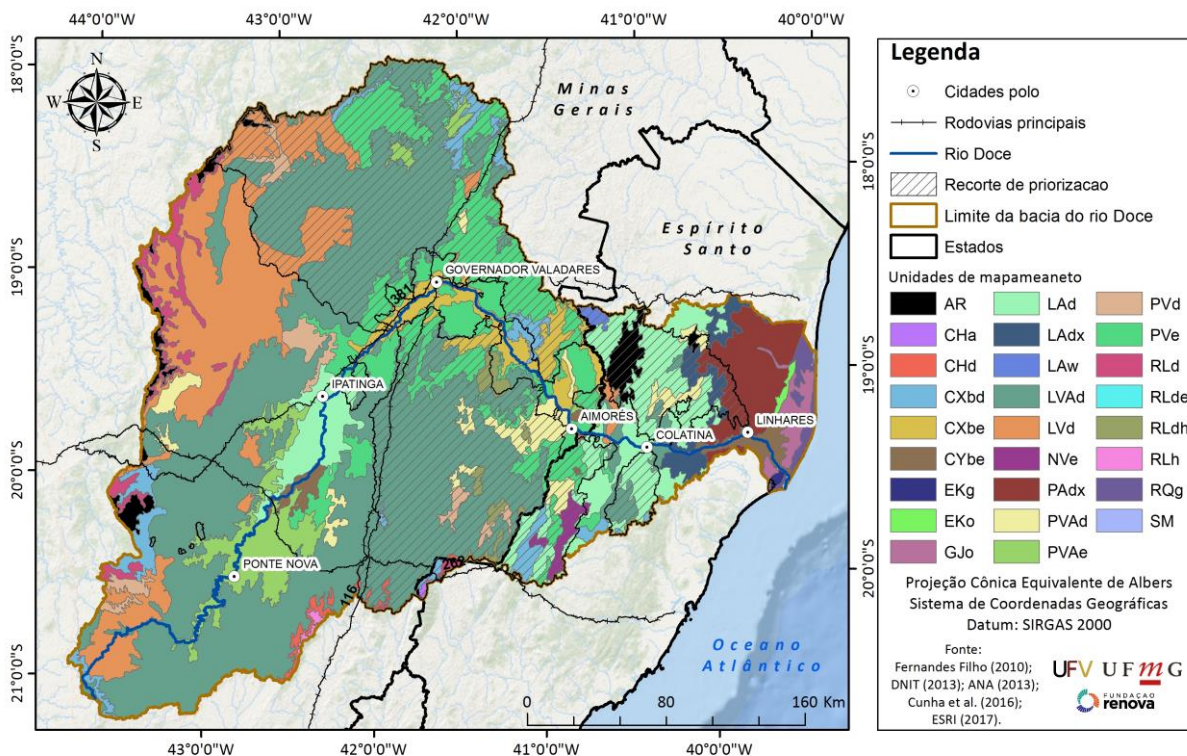 44°0'0"W 43°0'0"W 42°0'0"W 41°0'0"W 40°0'0"W
18°0'0"S
19°0'0"S
20°0'0"S
21°0'0"S
18°0'0"S
19°0'0"S
20°0'0"S
43°0'0"W 42°0'0"W 41°0'0"W 40°0'0"W
N
W E
S
Minas
Gerais
Espírito
Santo
GOVERNADOR VALADARES
381
IPATINGA
AIMORÉS
COLATINA
LINHARES
PONTE NOVA
116
262
Oceano
Atlântico
0 80 160 Km
Legenda
Cidades polo
Rodovias principais
Rio Doce
Recorte de priorizacao
Limite da bacia do rio Doce
Estados
Unidades de mapameaneto
AR LAd PVd
CHa LAdx PVe
CHd LAw RLd
CXbd LVAd RLde
CXbe LVd RLdh
CYbe NVe RLh
EKg PAdx RQg
EKo PVAd SM
GJo PVAe
Projeção Cônica Equivalente de Albers
Sistema de Coordenadas Geográficas
Datum: SIRGAS 2000
Fonte:
Fernandes Filho (2010);
DNIT (2013); ANA (2013);
Cunha et al. (2016);
ESRI (2017).
UFV UFmG
FUNDAÇÃO
renova